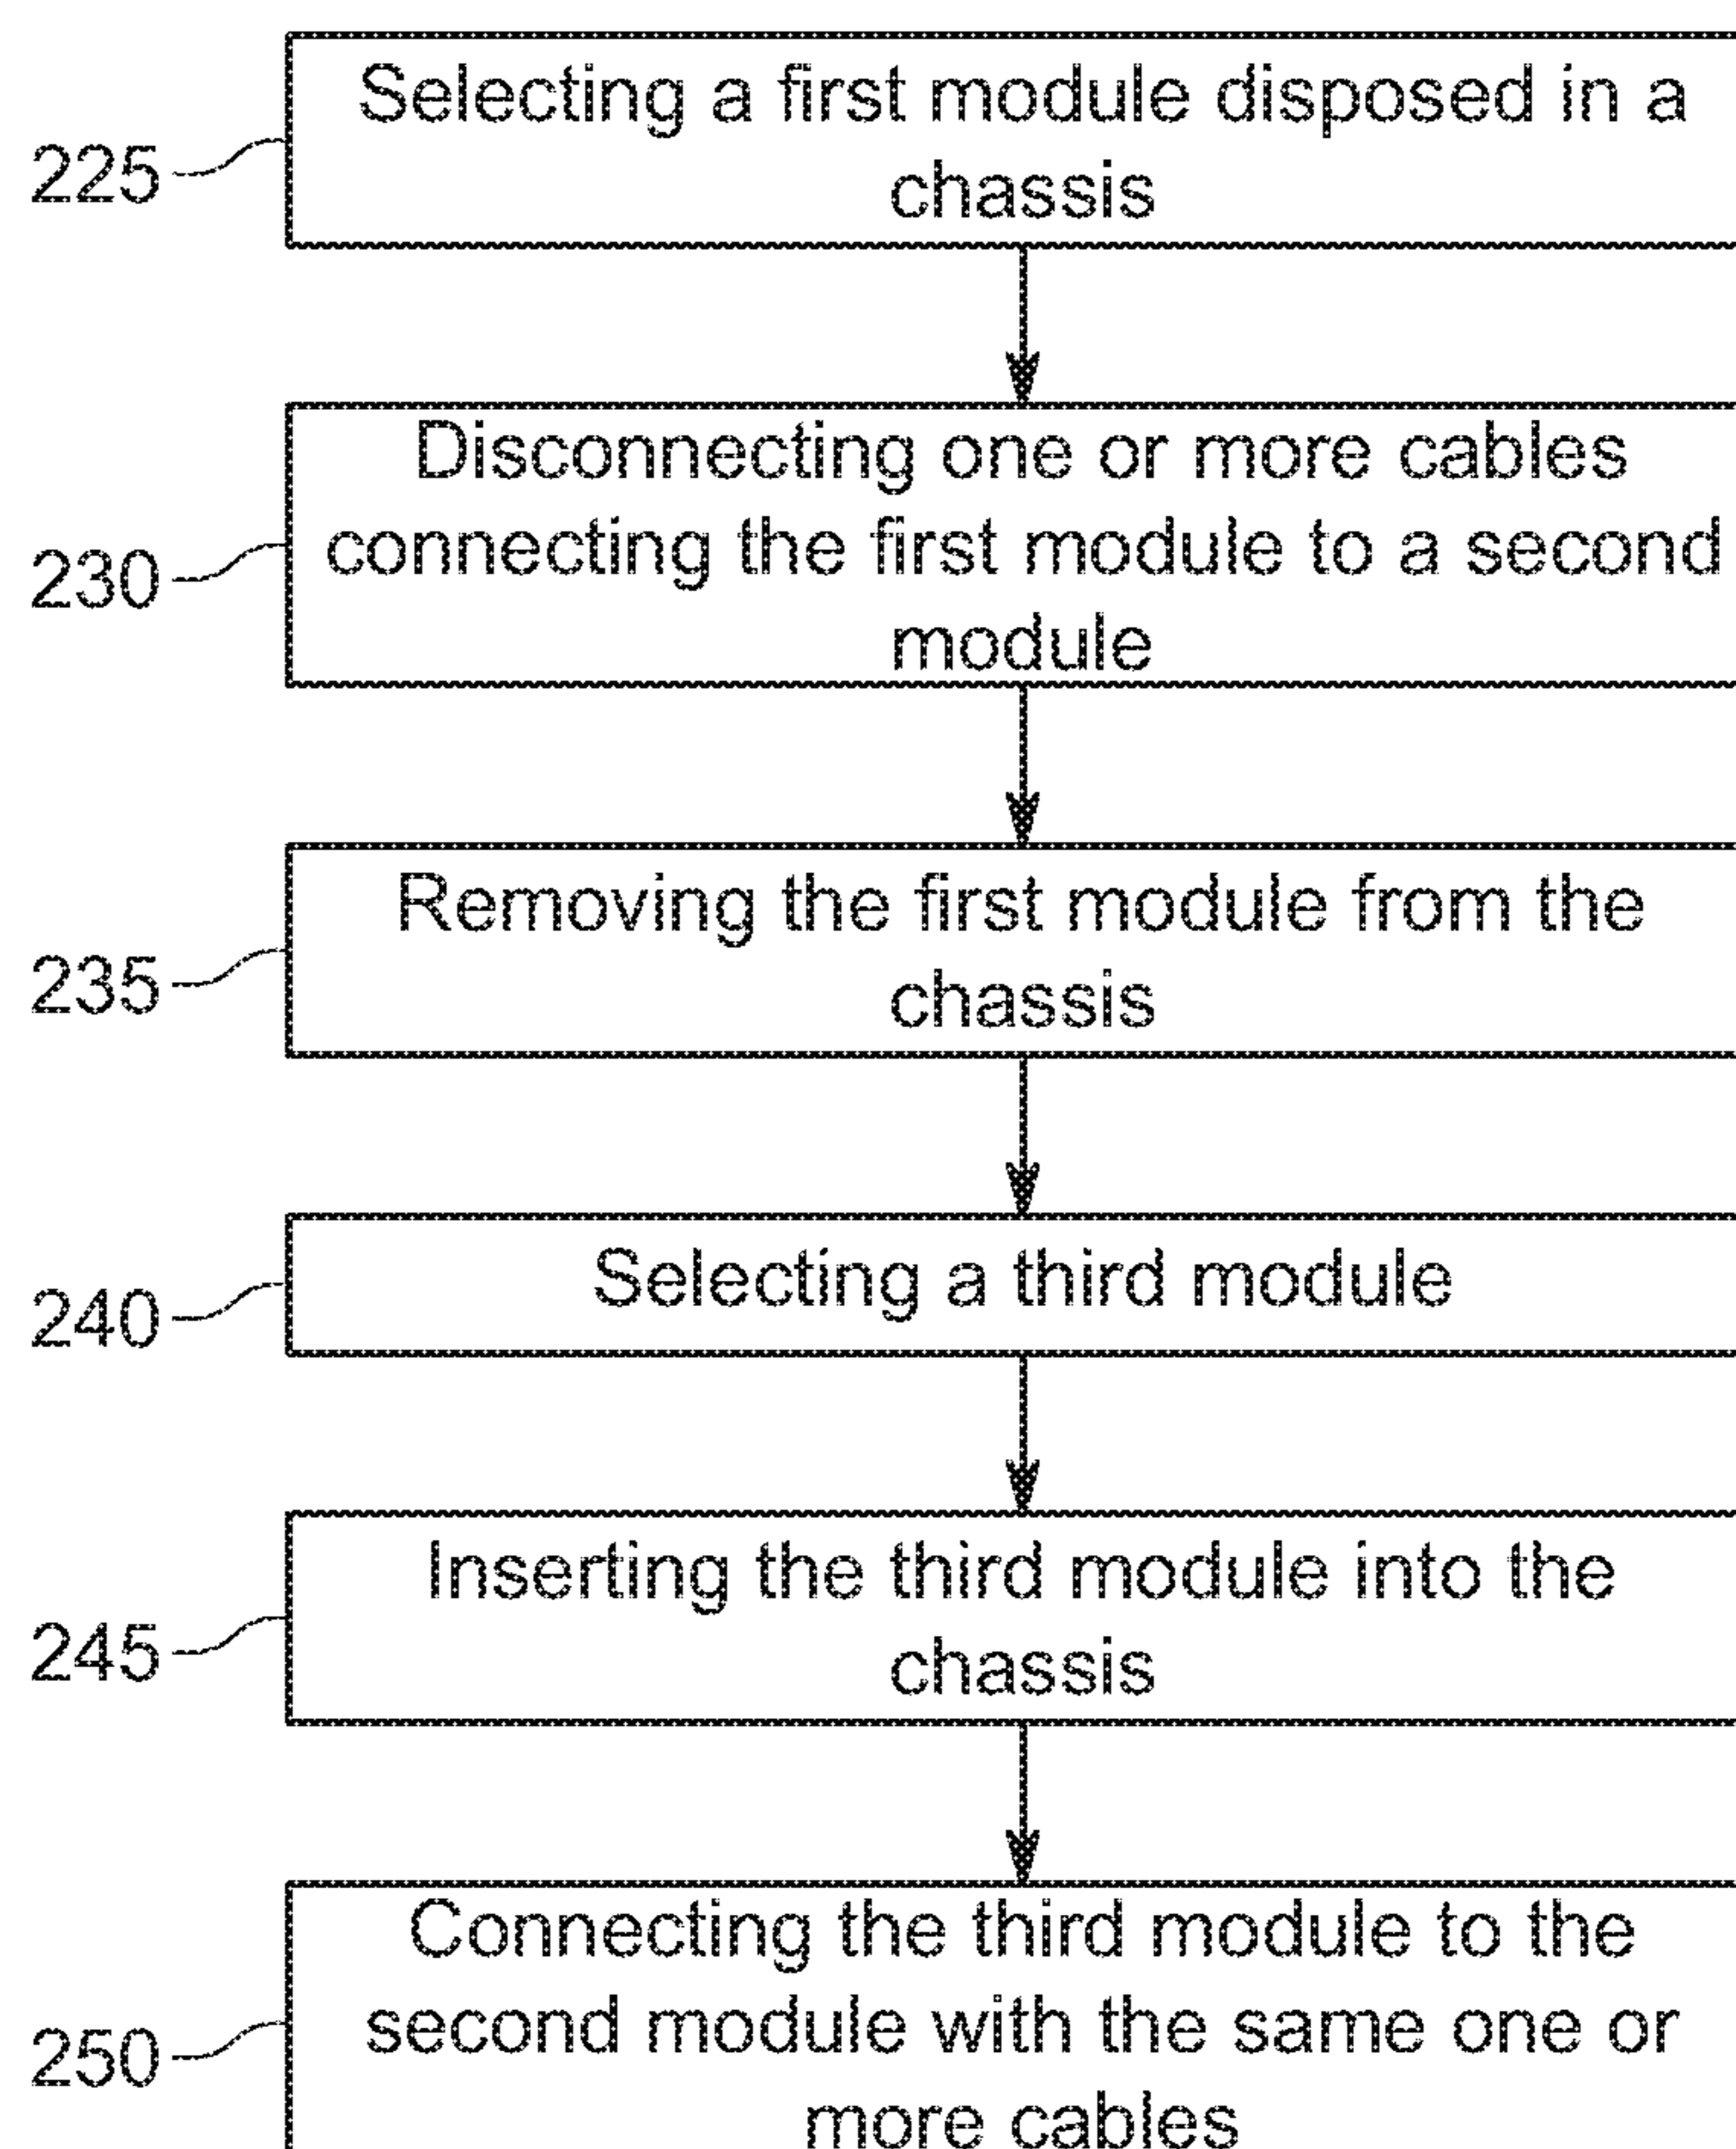 Selecting a first module disposed in a
chassis
225
Disconnecting one or more cables
connecting the first module to a second
module
230
Removing the first module from the
chassis
235
Selecting a third module
240
Inserting the third module into the
chassis
245
Connecting the third module to the
second module with the same one or
more cables
250